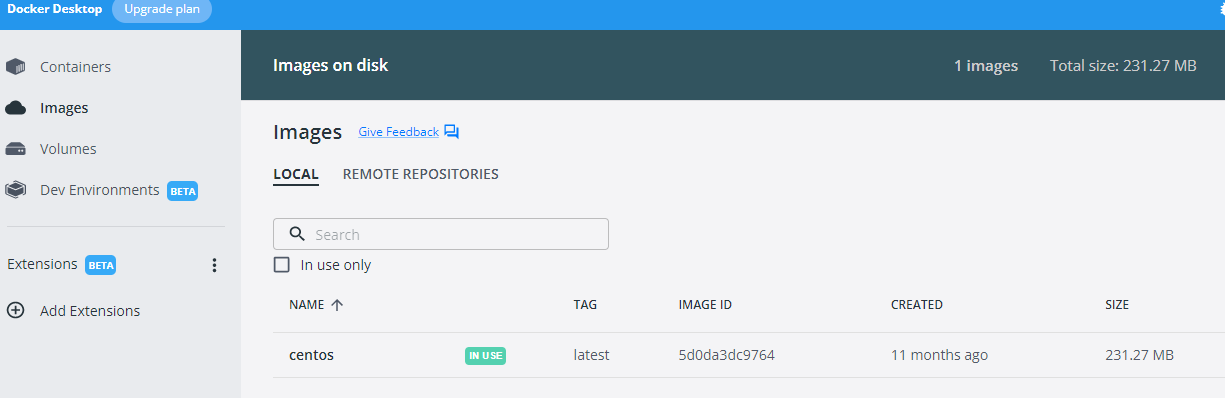 Docker Desktop Upgrade plan
Containers
Images
Volumes
Dev Environments BETA
Extensions BETA
Add Extensions
Images on disk 1 images Total size: 231.27 MB
Images Give Feedback
LOCAL REMOTE REPOSITORIES
Search
In use only
NAME TAG IMAGE ID CREATED SIZE
centos IN USE latest 5d0da3dc9764 11 months ago 231.27 MB